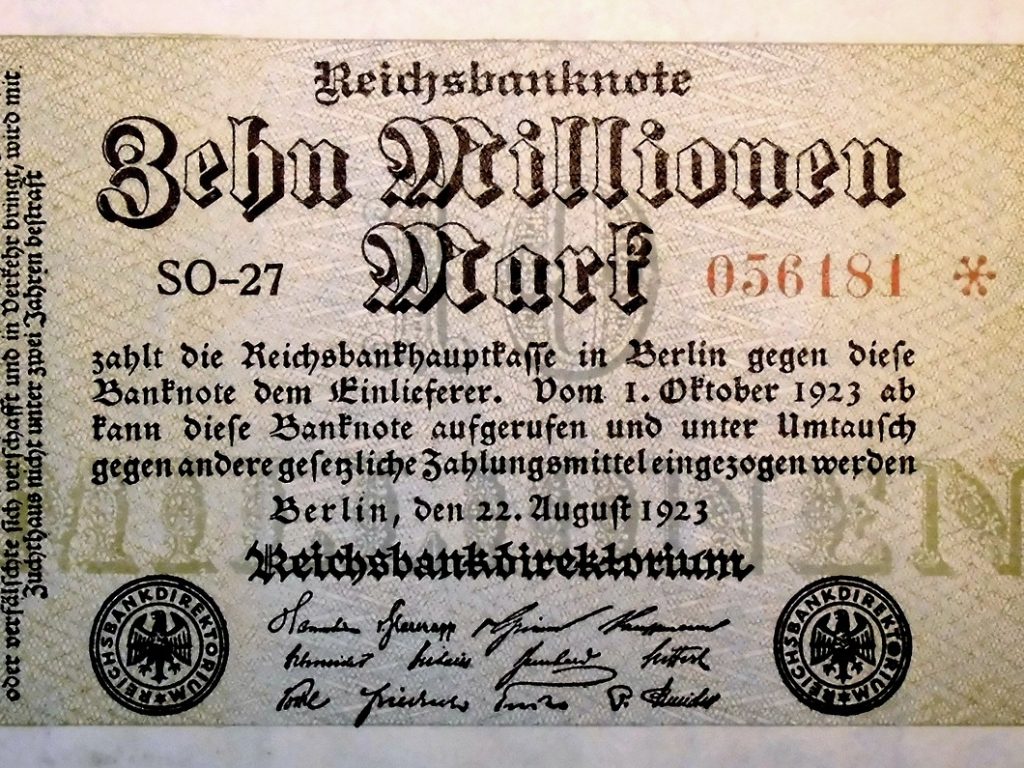 Reichsbanknote
Zehn Millionen
Mark
SO-27
056181 *
zahlt die Reichsbankhauptkasse in Berlin gegen diese
Banknote dem Einlieferer. Vom 1. Oktober 1923 ab
kann diese Banknote aufgerufen und unter Umtausch
gegen andere gesetzliche Zahlungsmittel eingezogen werden
Berlin, den 22. August 1923
Reichsbankdirektorium
REICHSBANKDIREKTORIUM
REICHSBANKDIREKTORIUM
oder verfälschte sich verschafft und in Verkehr bringt, wird mit
Zuchthaus nicht unter zwei Jahren bestraft
10